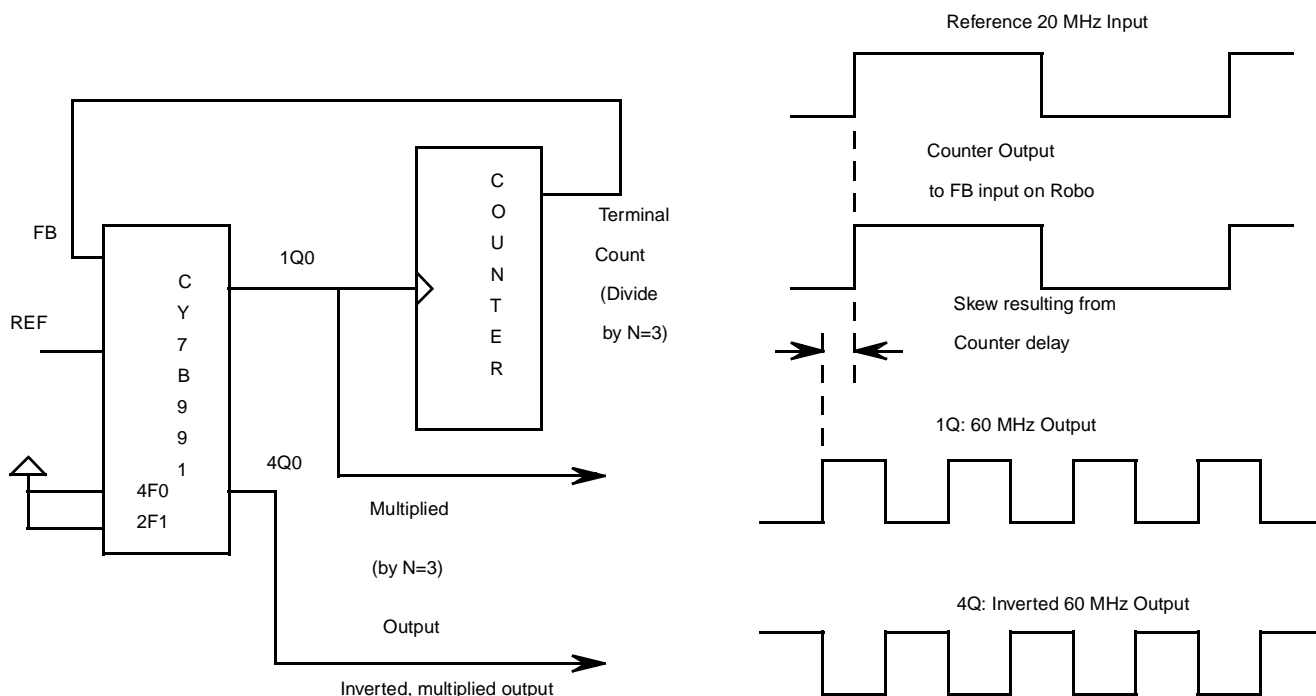 FB
REF
C
Y
7
B
9
9
1
4F0
2F1
1Q0
4Q0
C
O
U
N
T
E
R
Terminal
Count
(Divide
by N=3)
Multiplied
(by N=3)
Output
Inverted, multiplied output
Reference 20 MHz Input
Counter Output
to FB input on Robo
Skew resulting from
Counter delay
1Q: 60 MHz Output
4Q: Inverted 60 MHz Output